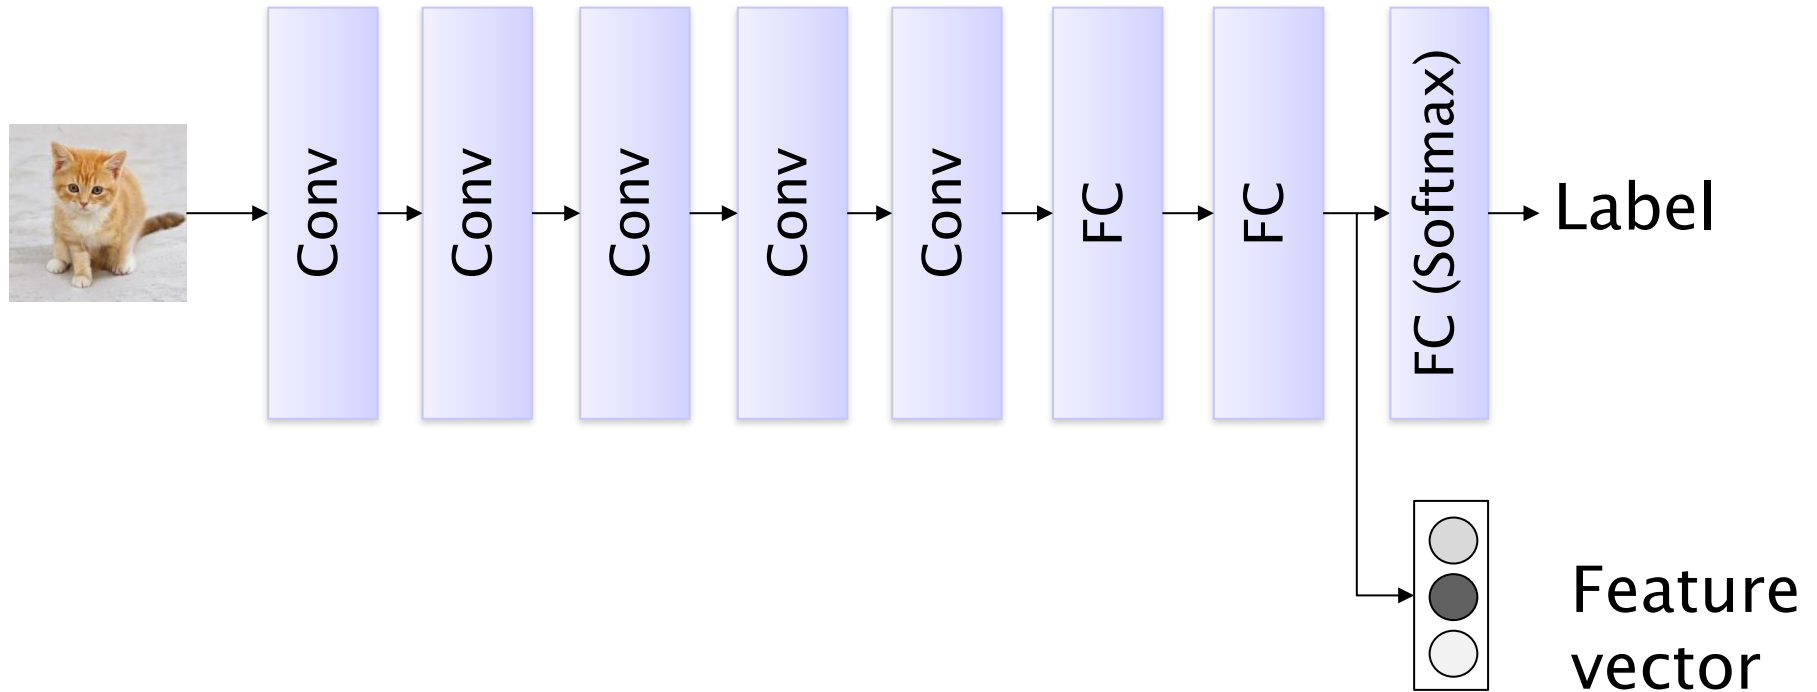 Conv
Conv
Conv
Conv
Conv
FC
FC
FC (Softmax)
Label
Feature
vector